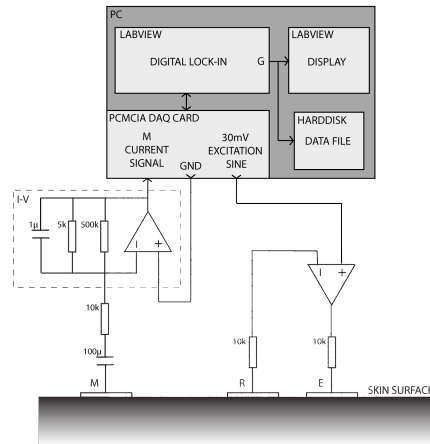 PC
LABVIEW
DIGITAL LOCK-IN
G
LABVIEW
DISPLAY
PCMCIA DAQ CARD
M
CURRENT
SIGNAL
GND
30mV
EXCITATION
SINE
HARDDISK
DATA FILE
I-V
1µ
5k
500k
I
+
I
+
10k
10k
10k
100µ
M
R
E
SKIN SURFACE